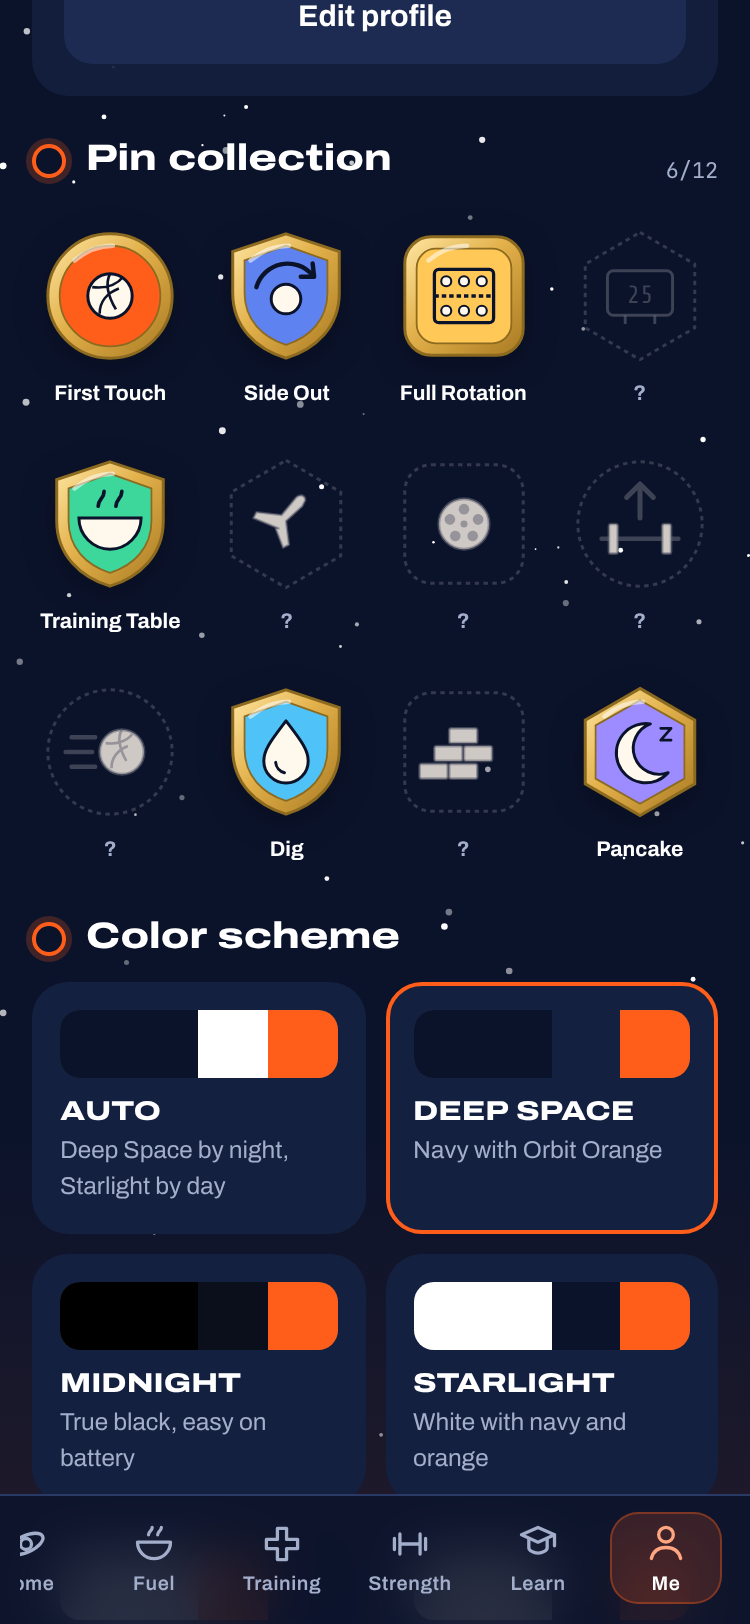 Edit profile
Pin collection
6/12
25
First Touch
Side Out
Full Rotation
?
Training Table
?
?
?
z
?
Dig
?
Pancake
Color scheme
AUTO
Deep Space by night,
Starlight by day
DEEP SPACE
Navy with Orbit Orange
MIDNIGHT
True black, easy on
battery
STARLIGHT
White with navy and
orange
ome
Fuel
Training
Strength
Learn
Me